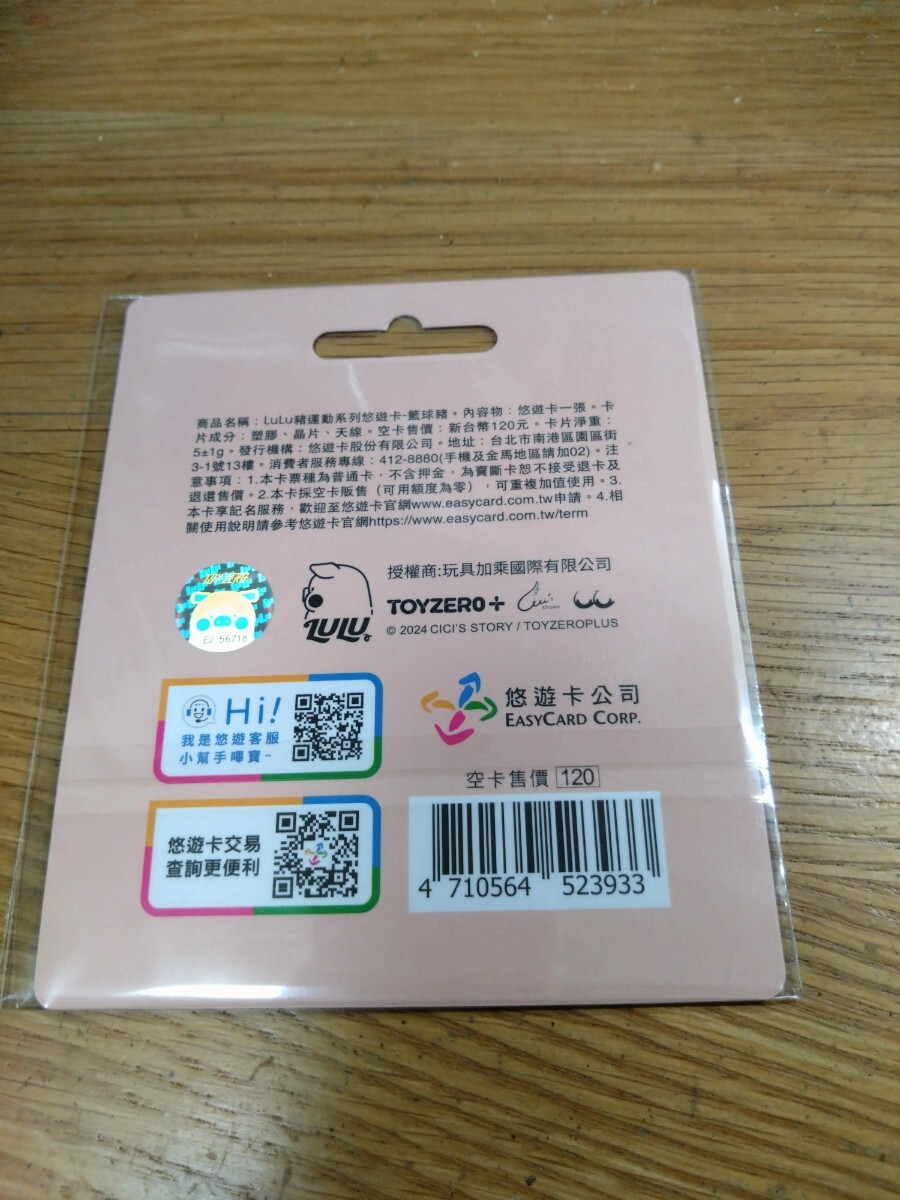 商品名稱：LuLu豬運動系列悠遊卡-籃球豬。內容物：悠遊卡一張。卡
片成分：塑膠、晶片、天線。空卡售價：新台幣120元。卡片淨重：
5±1g。發行機構：悠遊卡股份有限公司。地址：台北市南港區園區街
3-1號13樓。消費者服務專線：412-8880(手機及金馬地區請加02)。注
意事項：1.本卡票種為普通卡，不含押金，為賣斷卡恕不接受退卡及
退還售價。2.本卡採空卡販售（可用額度為零），可重複加值使用。3.
本卡享記名服務，歡迎至悠遊卡官網www.easycard.com.tw申請。4.相
關使用說明請參考悠遊卡官網https://www.easycard.com.tw/term
TOY ZERO
EJ 56718
LULU
授權商:玩具加乘國際有限公司
TOYZERO+
Cici's STORY
© 2024 CICI'S STORY / TOYZEROPLUS
Hi!
我是悠遊客服
小幫手嗶寶~
悠遊卡公司
EASYCARD CORP.
空卡售價 120
悠遊卡交易
查詢更便利
4 710564 523933